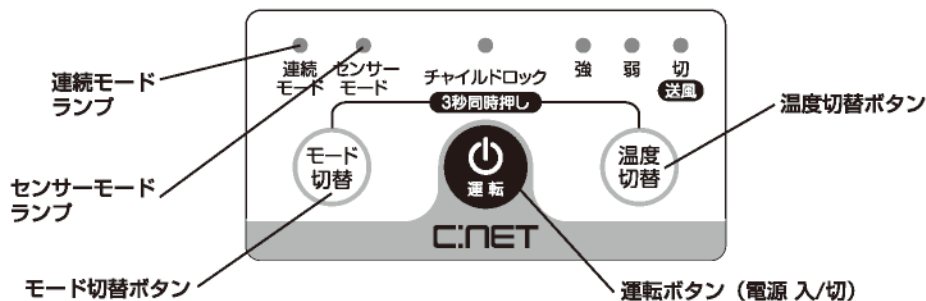 連続モード
ランプ
センサーモード
ランプ
モード切替ボタン
連続
モード
センサー
モード
チャイルドロック
3秒同時押し
強
弱
切
送風
モード
切替
運転
温度
切替
C:NET
温度切替ボタン
運転ボタン（電源 入/切）